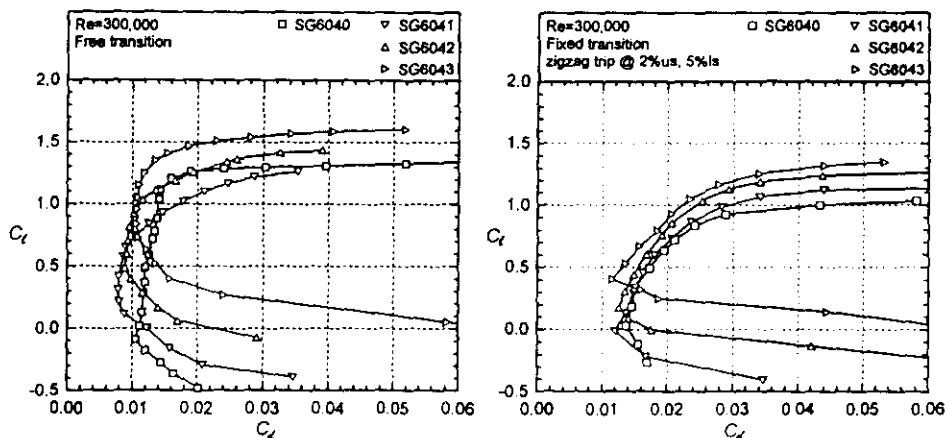 Re=300,000
Free transition
SG6040
SG6041
SG6042
SG6043
2.0
1.5
1.0
0.5
0.0
-0.5
Cℓ
0.00 0.01 0.02 0.03 0.04 0.05 0.06
Cd
Re=300,000
Fixed transition
zigzag trip @ 2%us, 5%ls
SG6040
SG6041
SG6042
SG6043
2.0
1.5
1.0
0.5
0.0
-0.5
Cℓ
0.00 0.01 0.02 0.03 0.04 0.05 0.06
Cd